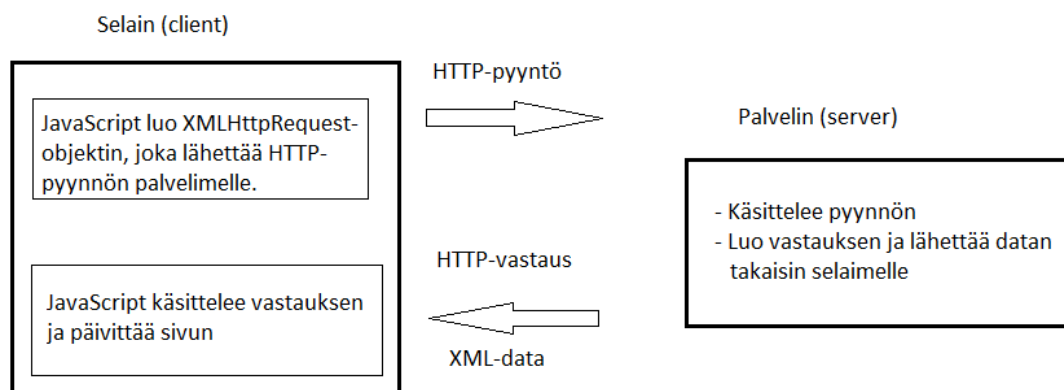 Selain (client)
HTTP-pyyntö
JavaScript luo XMLHttpRequest-
objektin, joka lähettää HTTP-
pyynnön palvelimelle.
Palvelin (server)
- Käsittelee pyynnön
- Luo vastauksen ja lähettää datan
takaisin selaimelle
HTTP-vastaus
XML-data
JavaScript käsittelee vastauksen
ja päivittää sivun